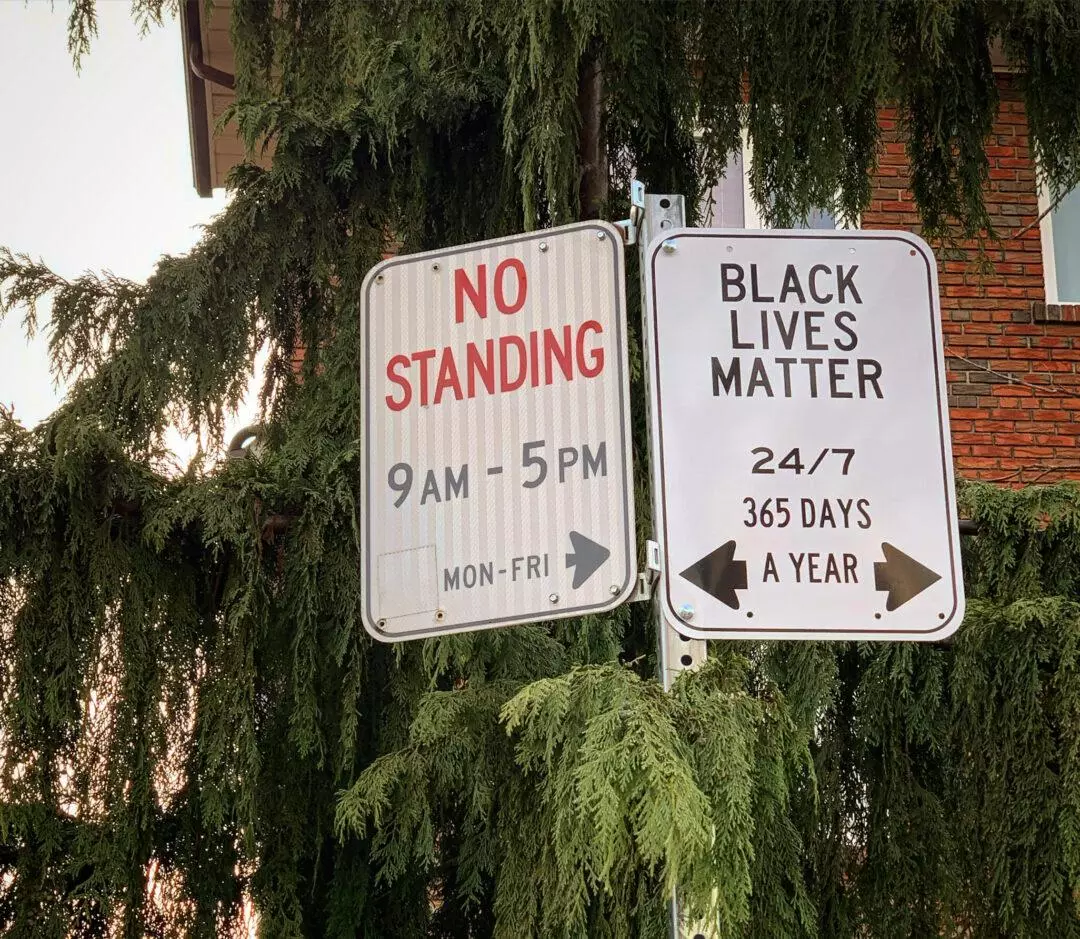 NO
STANDING
9AM - 5PM
MON-FRI
BLACK
LIVES
MATTER
24/7
365 DAYS
A YEAR